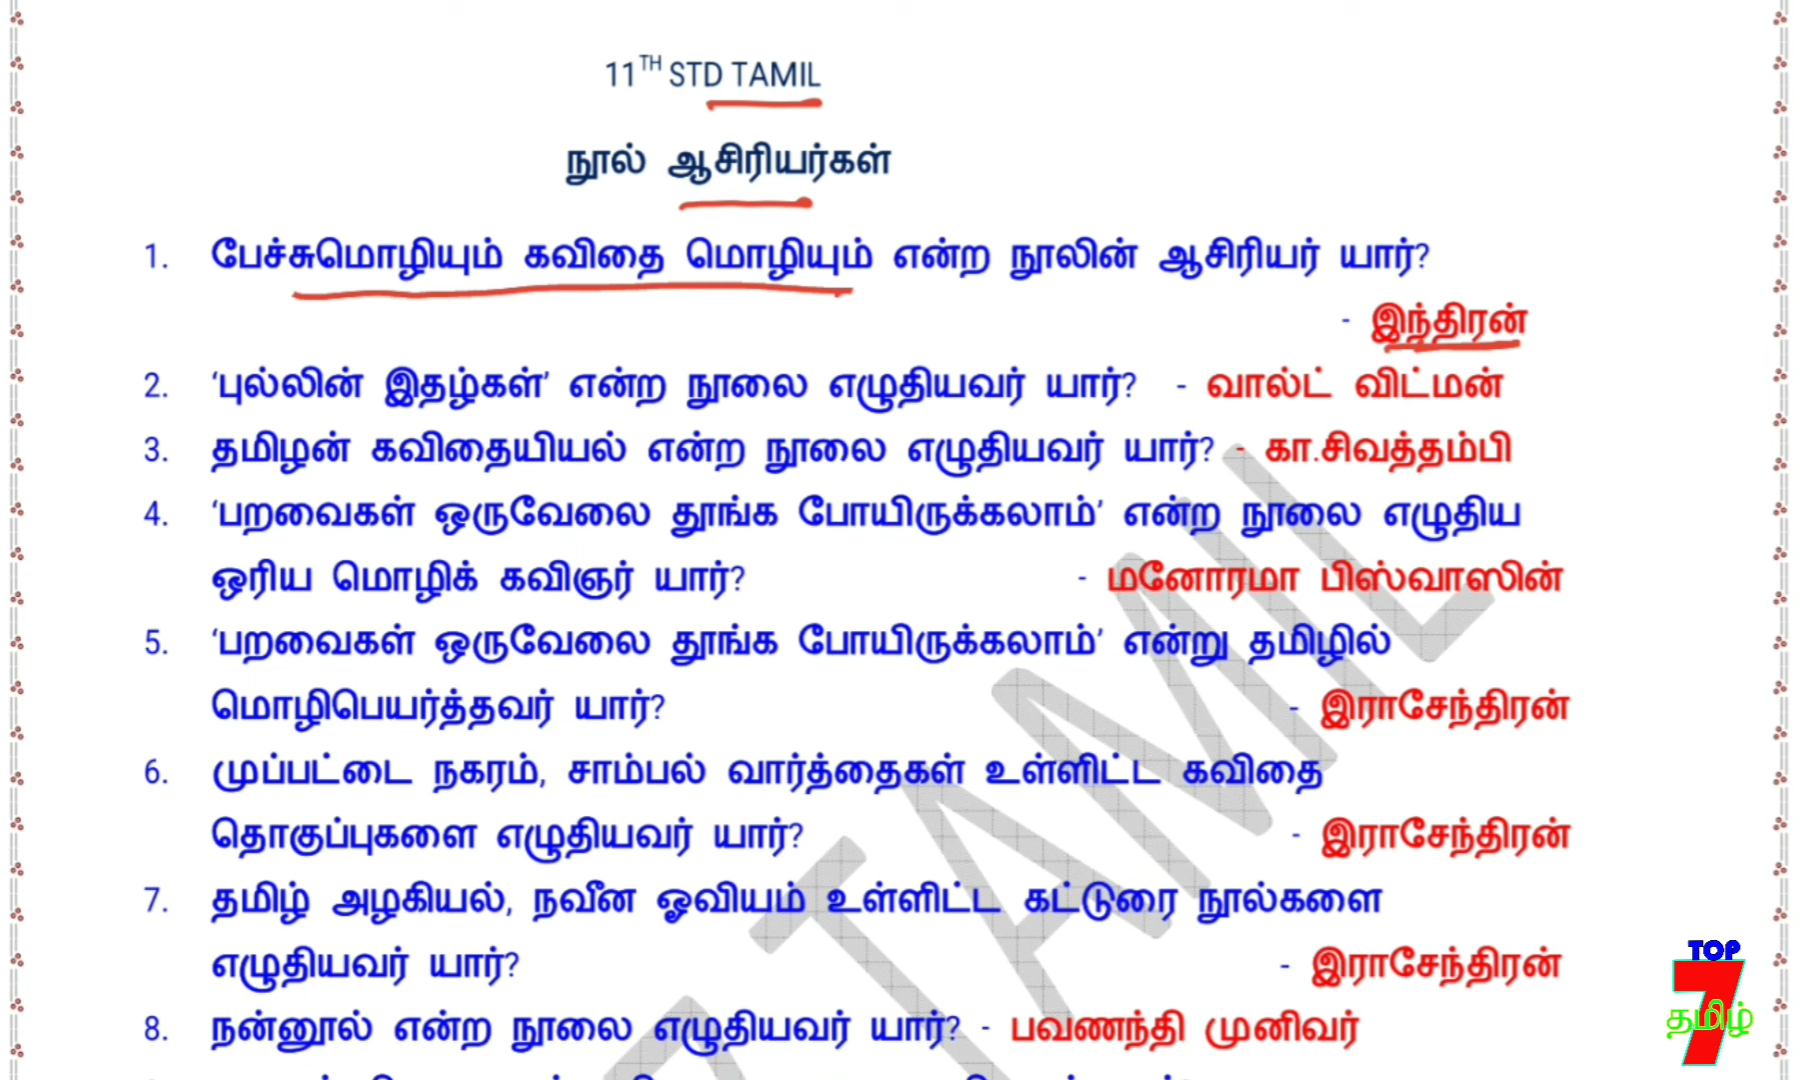 11TH STD TAMIL
நூல் ஆசிரியர்கள்
1. பேச்சுமொழியும் கவிதை மொழியும் என்ற நூலின் ஆசிரியர் யார்?
- இந்திரன்
2. ‘புல்லின் இதழ்கள்’ என்ற நூலை எழுதியவர் யார்? - வால்ட் விட்மன்
3. தமிழன் கவிதையியல் என்ற நூலை எழுதியவர் யார்? - கா.சிவத்தம்பி
4. ‘பறவைகள் ஒருவேலை தூங்க போயிருக்கலாம்’ என்ற நூலை எழுதிய
ஒரிய மொழிக் கவிஞர் யார்? - மனோரமா பிஸ்வாஸின்
5. ‘பறவைகள் ஒருவேலை தூங்க போயிருக்கலாம்’ என்று தமிழில்
மொழிபெயர்த்தவர் யார்? - இராசேந்திரன்
6. முப்பட்டை நகரம், சாம்பல் வார்த்தைகள் உள்ளிட்ட கவிதை
தொகுப்புகளை எழுதியவர் யார்? - இராசேந்திரன்
7. தமிழ் அழகியல், நவீன ஓவியம் உள்ளிட்ட கட்டுரை நூல்களை
எழுதியவர் யார்? - இராசேந்திரன்
8. நன்னூல் என்ற நூலை எழுதியவர் யார்? - பவணந்தி முனிவர்
7 TAMIL
TOP
7
தமிழ்